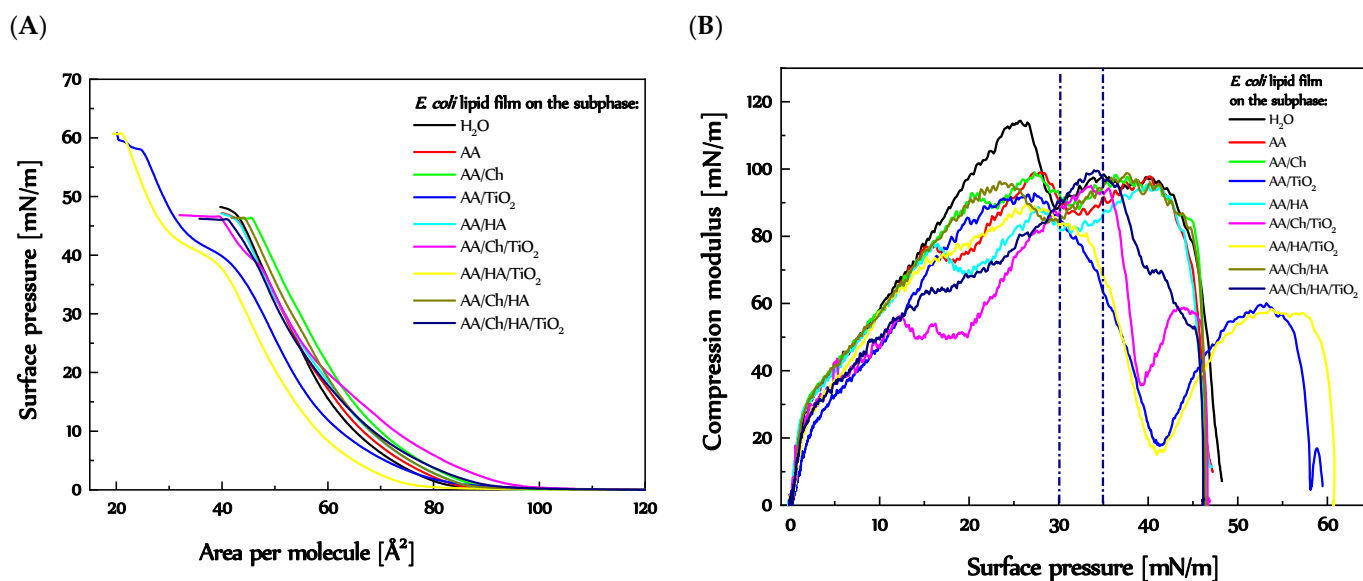 (A)
(B)
Surface pressure [mN/m]
70
60
50
40
30
20
10
0
20
40
60
80
100
120
Area per molecule [Å²]
E. coli lipid film on the subphase:
H₂O
AA
AA/Ch
AA/TiO₂
AA/HA
AA/Ch/TiO₂
AA/HA/TiO₂
AA/Ch/HA
AA/Ch/HA/TiO₂
Compression modulus [mN/m]
120
100
80
60
40
20
0
0
10
20
30
40
50
60
Surface pressure [mN/m]
E. coli lipid film
on the subphase:
H₂O
AA
AA/Ch
AA/TiO₂
AA/HA
AA/Ch/TiO₂
AA/HA/TiO₂
AA/Ch/HA
AA/Ch/HA/TiO₂